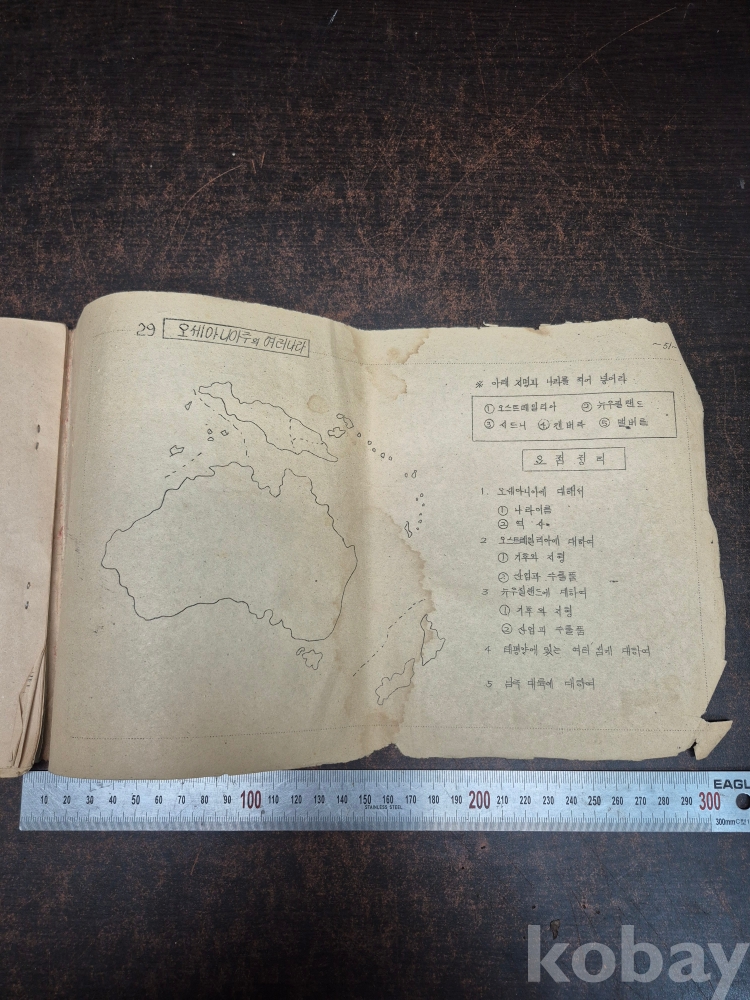 29 오세아니아주의 여러나라
~51~
※ 아래 지명과 나라를 적어 넣어라
① 오스트레일리아 ② 뉴우질랜드
③ 시드니 ④ 캔버라 ⑤ 멜버른
요 점 정 리
1. 오세아니아에 대해서
① 나라이름
② 역 사
2 오스트레일리아에 대하여
① 기후와 지형
② 산업과 수출품
3 뉴우질랜드에 대하여
① 기후와 지형
② 산업과 수출품
4 태평양에 있는 여러 섬에 대하여
5 남극 대륙에 대하여
10 20 30 40 50 60 70 80 90 100 110 120 130 140 150 160 170 180 190 200 210 220 230 240 250 260 270 280 290 300
STAINLESS STEEL
EAGL
300mm
kobay